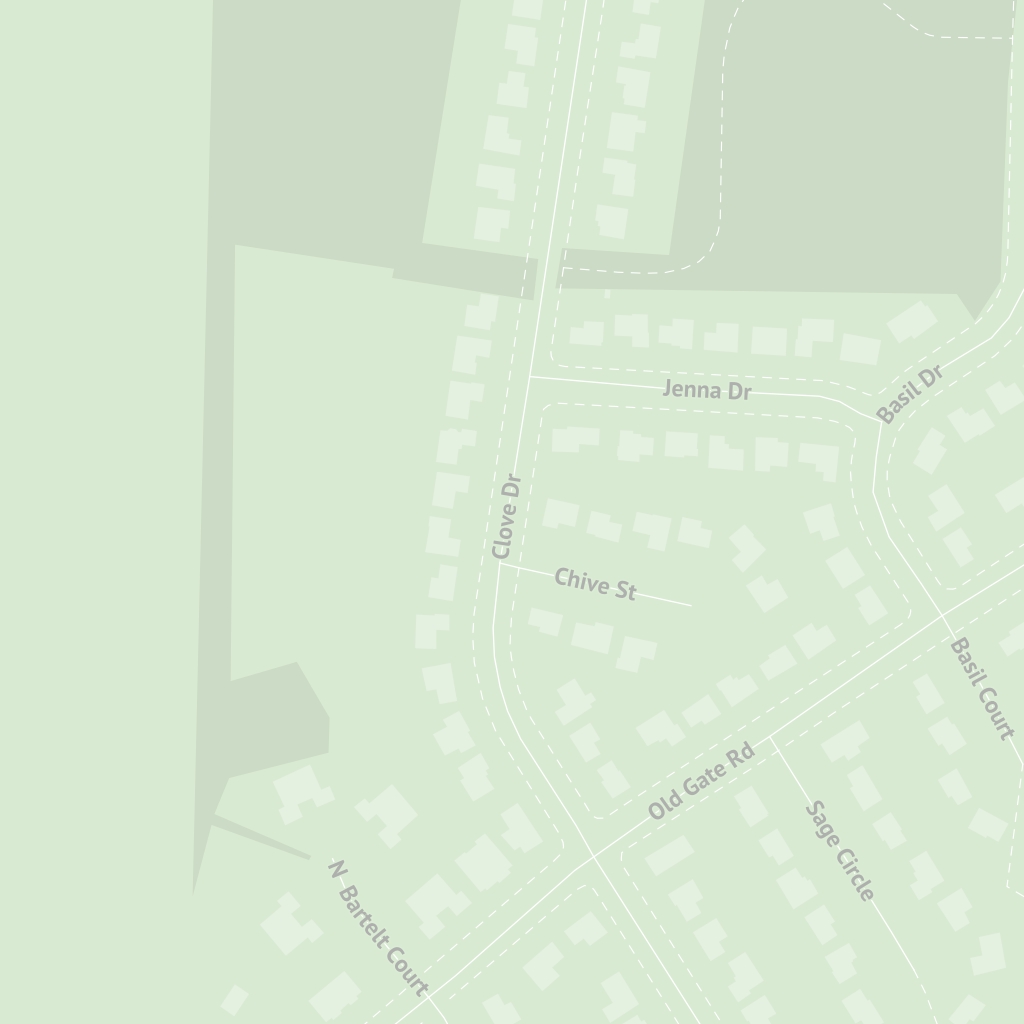 Jenna Dr
Basil Dr
Clove Dr
Chive St
Basil Court
Old Gate Rd
Sage Circle
N Bartelt Court